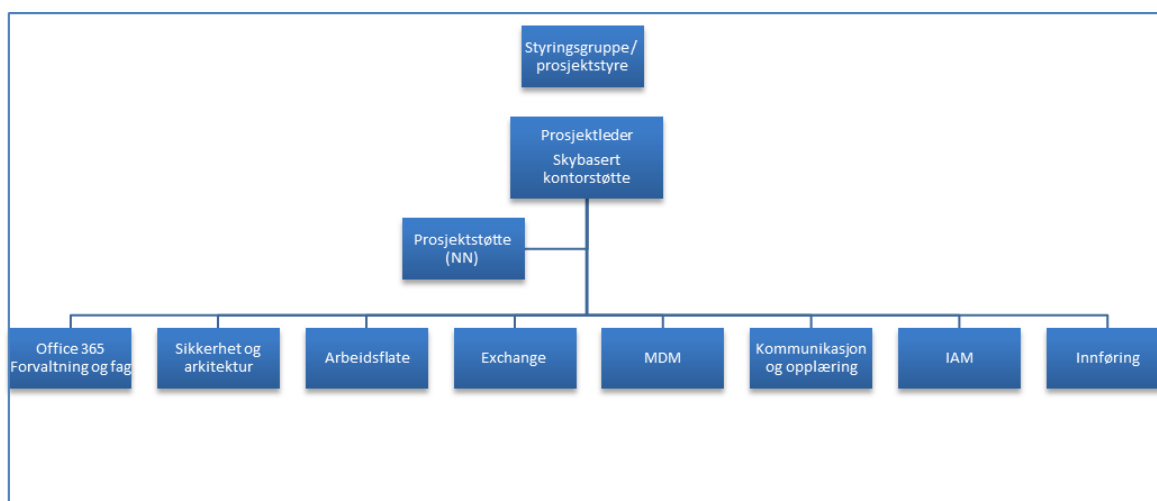 Styringsgruppe/
prosjektstyre
Prosjektleder
Skybasert
kontorstøtte
Prosjektstøtte
(NN)
Office 365
Forvaltning og fag
Sikkerhet og
arkitektur
Arbeidsflate
Exchange
MDM
Kommunikasjon
og opplæring
IAM
Innføring